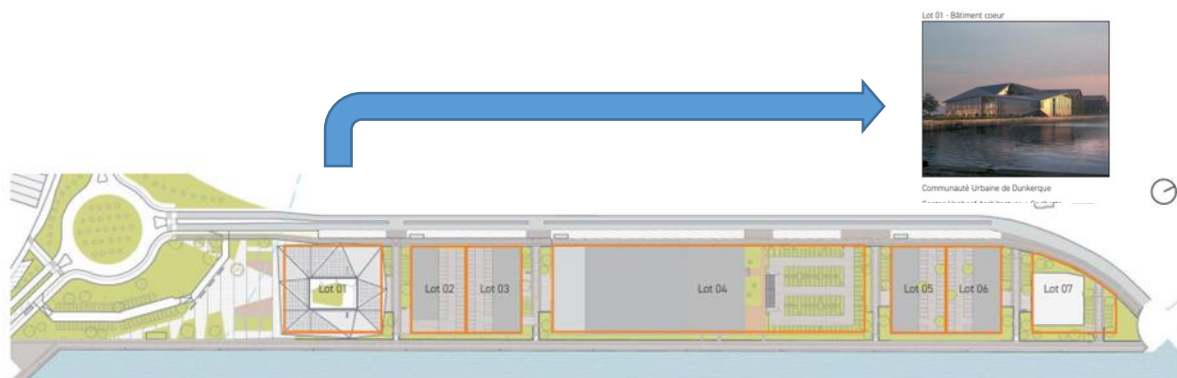 Lot 01 - Bâtiment coeur
Communauté Urbaine de Dunkerque
Lot 01
Lot 02
Lot 03
Lot 04
Lot 05
Lot 06
Lot 07